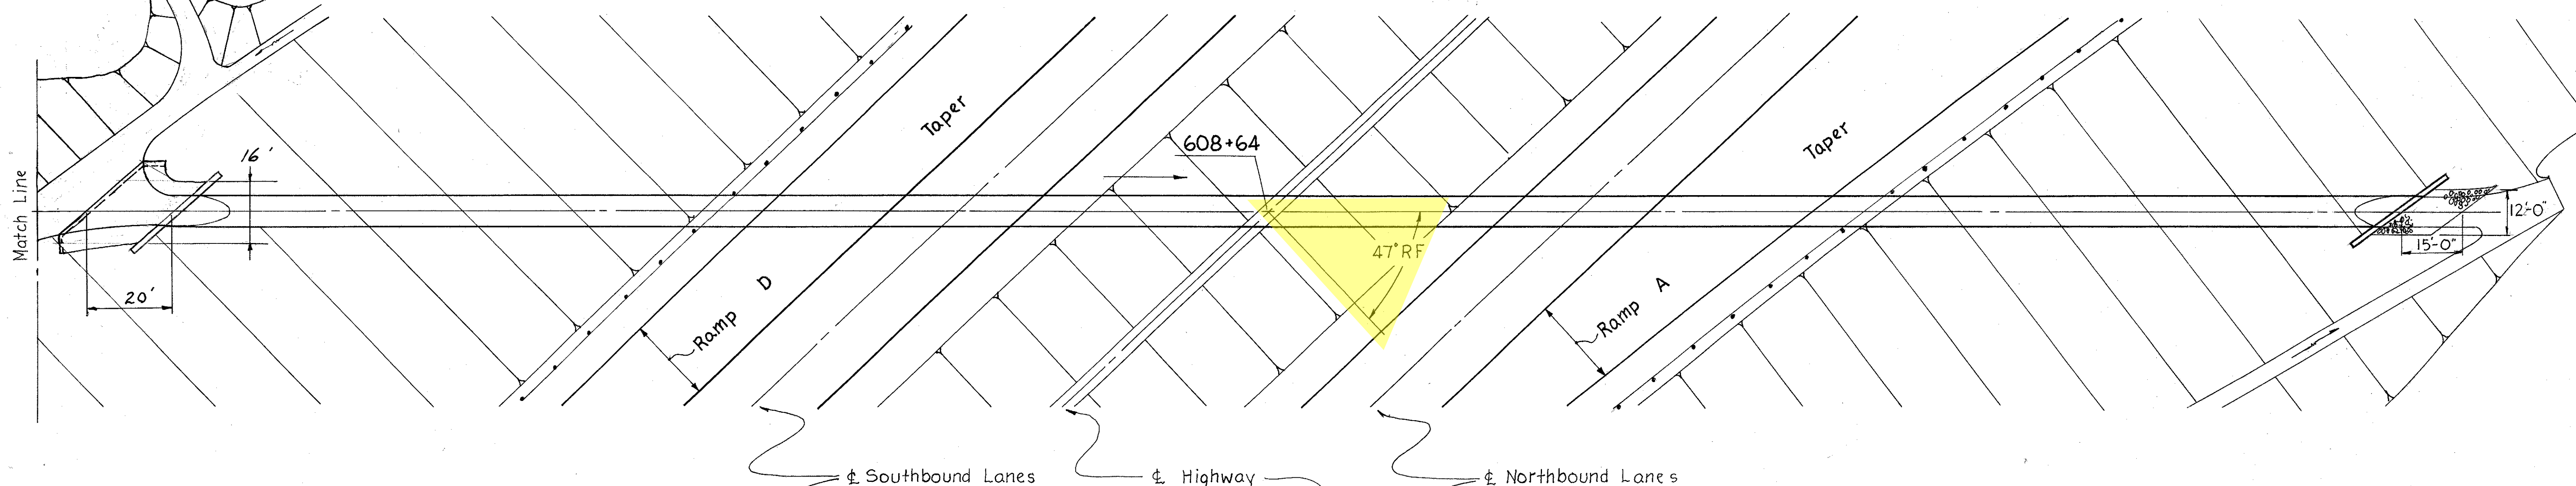 Match Line
16'
20'
Ramp D
Taper
608+64
47° RF
Ramp A
Taper
12'-0"
15'-0"
℄ Southbound Lanes
℄ Highway
℄ Northbound Lanes